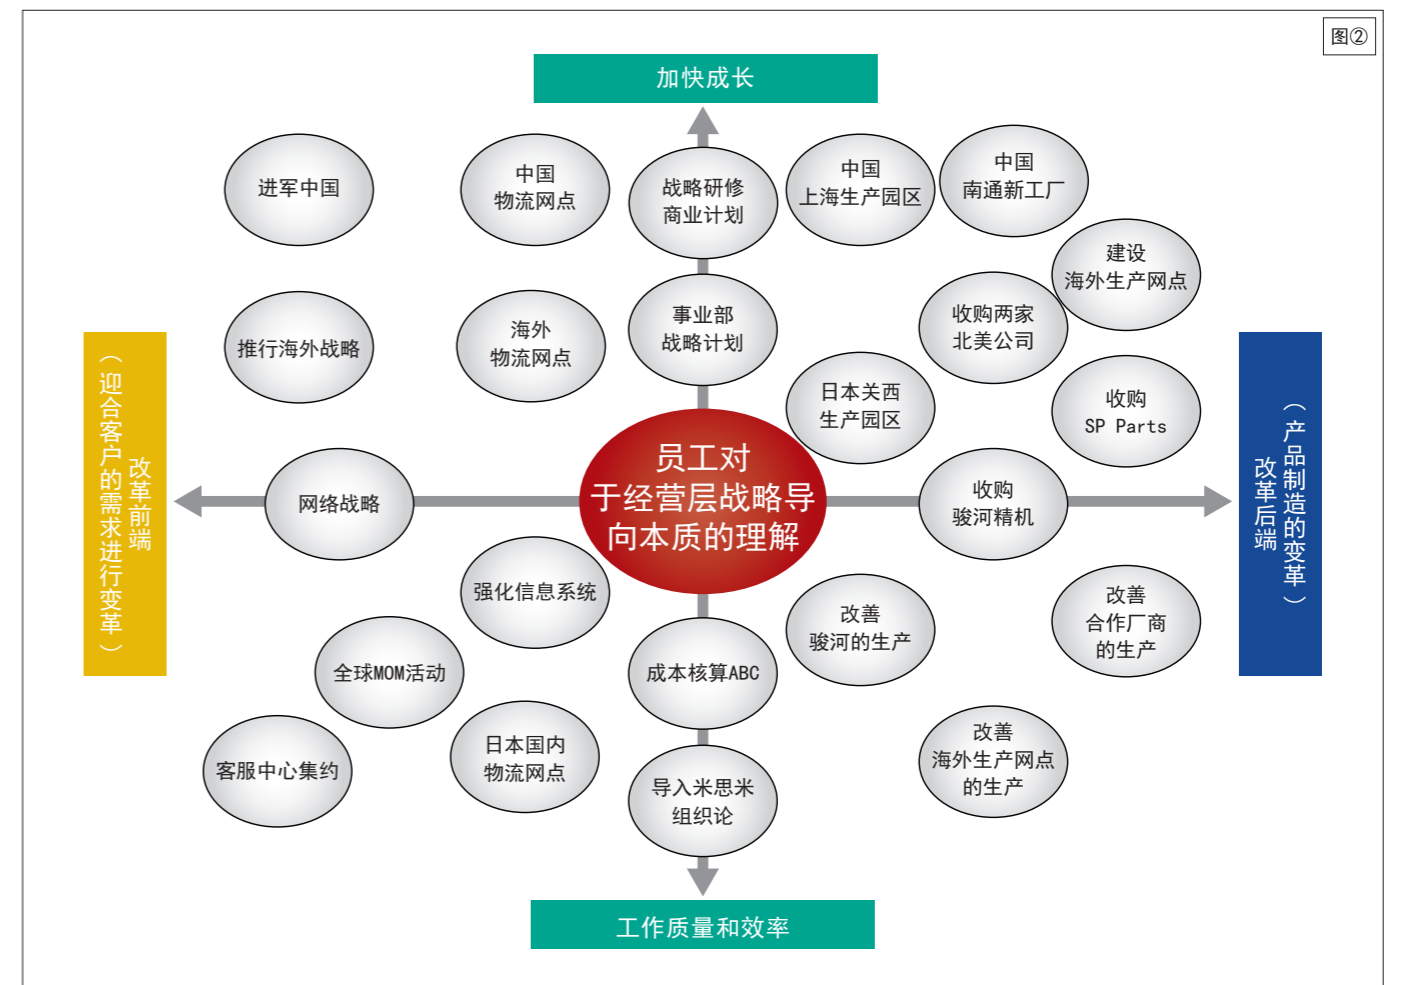 图②
加快成长
进军中国
中国
物流网点
战略研修
商业计划
中国
上海生产园区
中国
南通新工厂
建设
海外生产网点
推行海外战略
海外
物流网点
事业部
战略计划
收购两家
北美公司
日本关西
生产园区
收购
SP Parts
改革前端
（迎合客户的需求进行变革）
网络战略
员工对
于经营层战略导
向本质的理解
收购
骏河精机
（产品制造的变革）
改革后端
强化信息系统
改善
骏河的生产
改善
合作厂商
的生产
全球MOM活动
成本核算ABC
客服中心集约
日本国内
物流网点
导入米思米
组织论
改善
海外生产网点
的生产
工作质量和效率